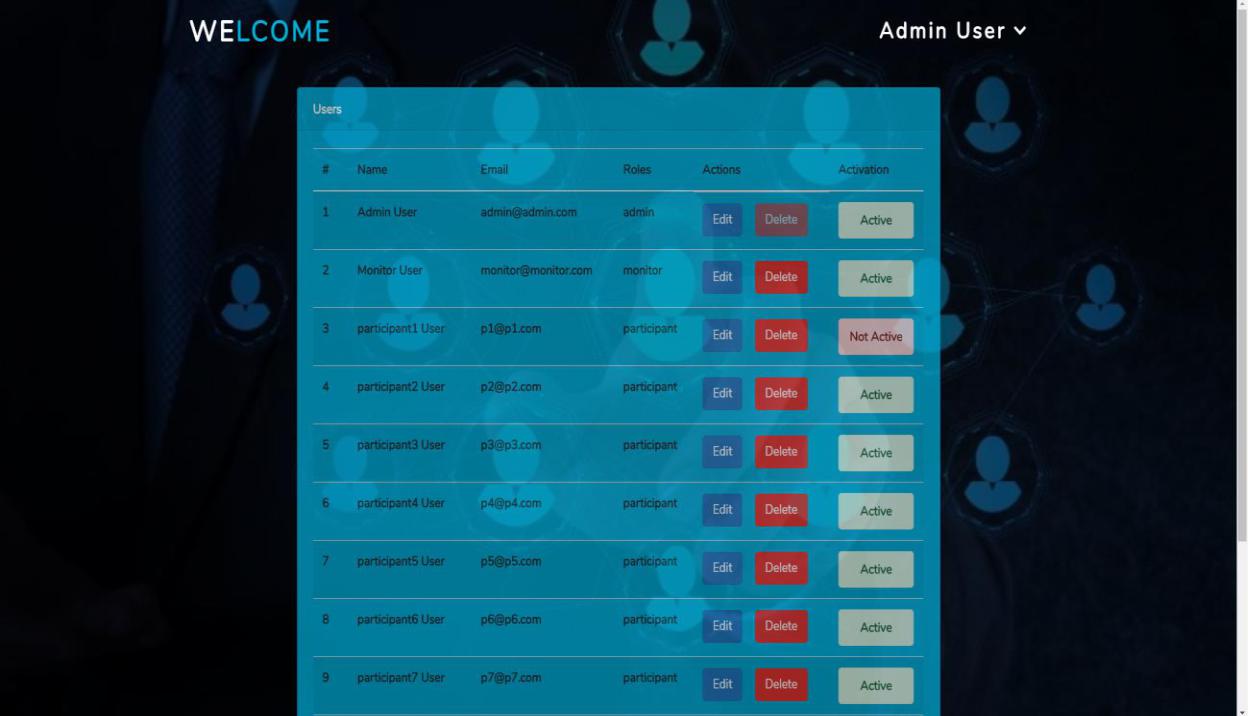 WELCOME Admin User
Users
# Name Email Roles Actions Activation
1 Admin User admin@admin.com admin Edit Delete Active
2 Monitor User monitor@monitor.com monitor Edit Delete Active
3 participant1 User p1@p1.com participant Edit Delete Not Active
4 participant2 User p2@p2.com participant Edit Delete Active
5 participant3 User p3@p3.com participant Edit Delete Active
6 participant4 User p4@p4.com participant Edit Delete Active
7 participant5 User p5@p5.com participant Edit Delete Active
8 participant6 User p6@p6.com participant Edit Delete Active
9 participant7 User p7@p7.com participant Edit Delete Active